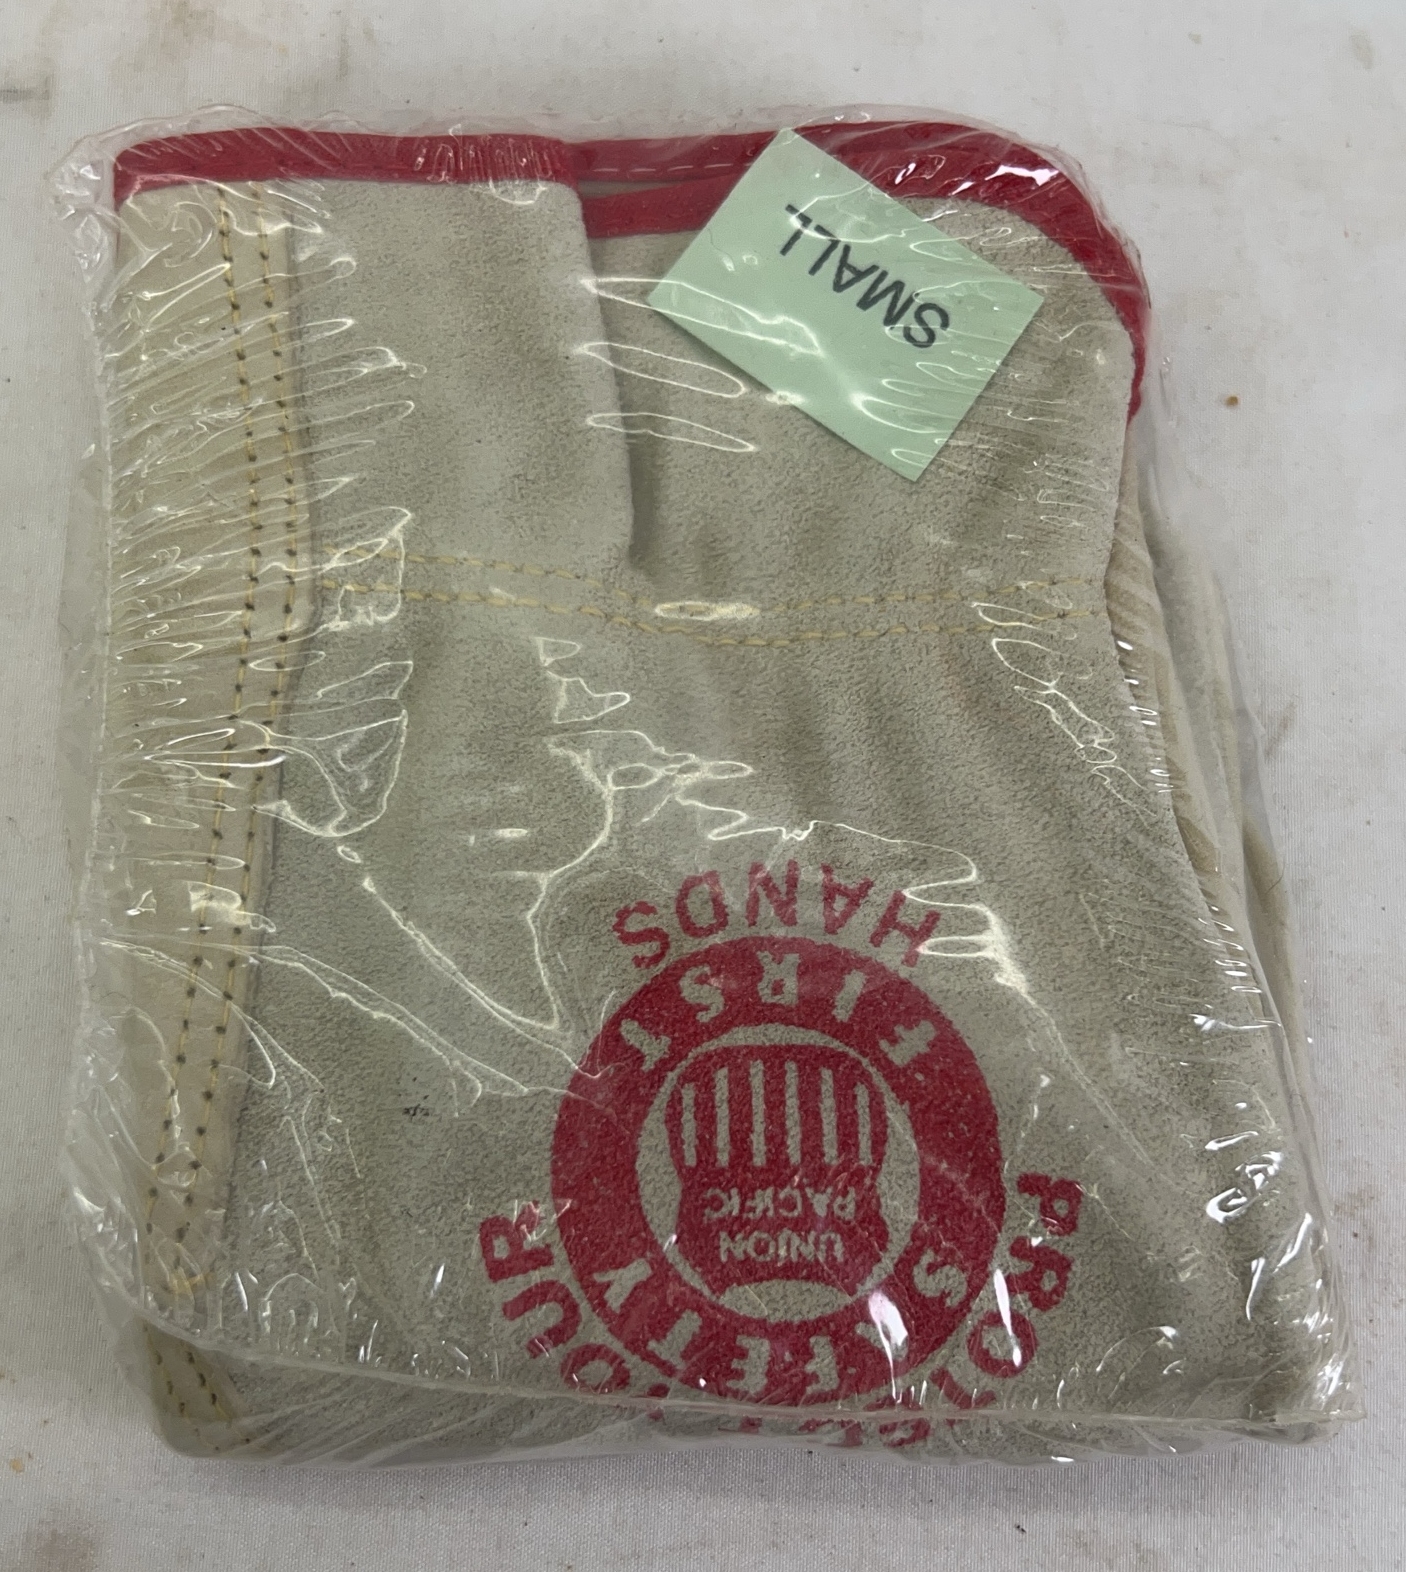 SMALL
PROTECT YOUR
HANDS
SAFETY
FIRST
UNION
PACIFIC